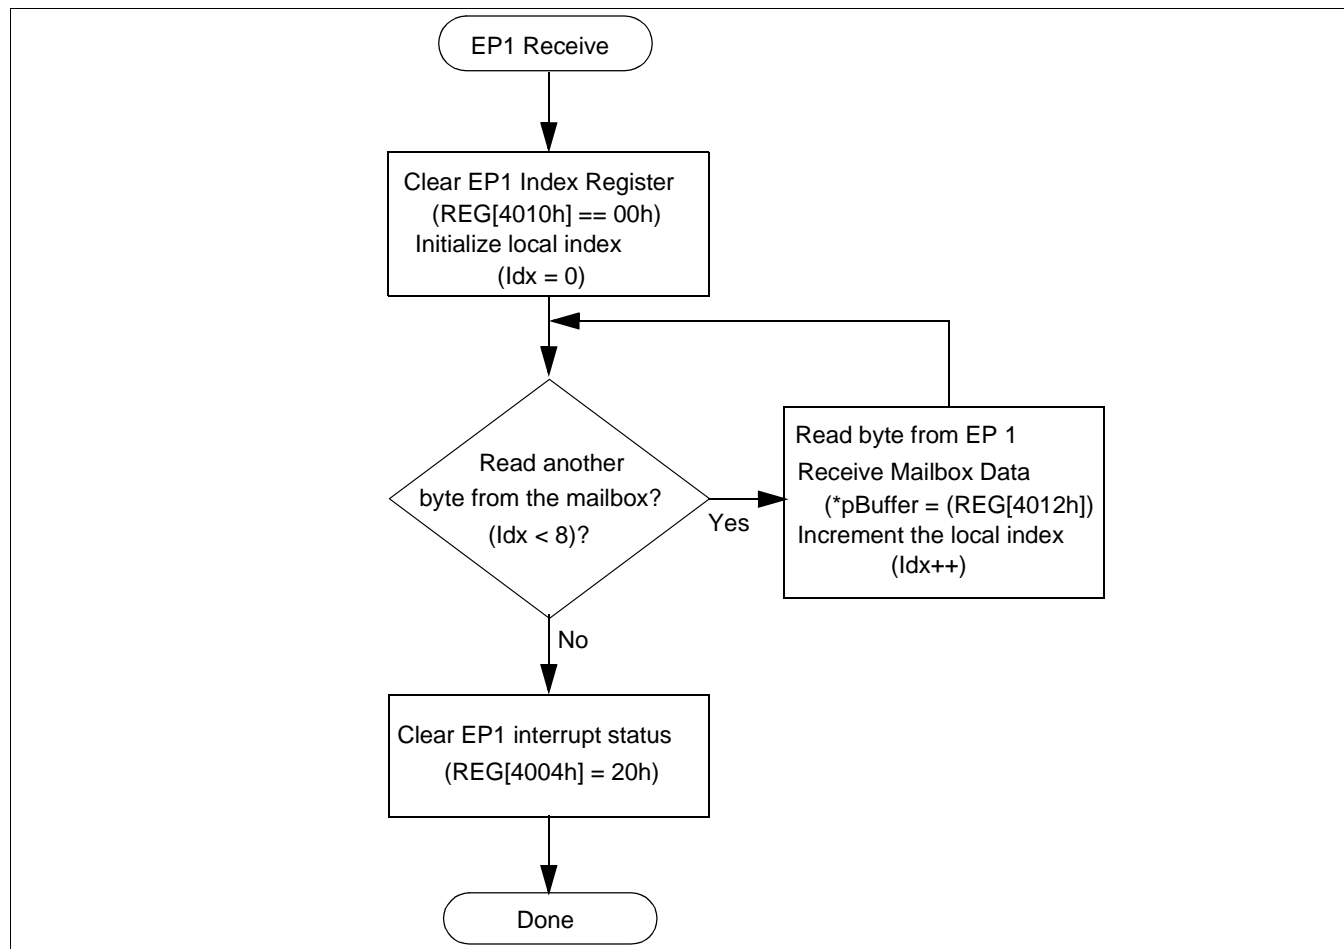 EP1 Receive
Clear EP1 Index Register
(REG[4010h] == 00h)
Initialize local index
(Idx = 0)
Read another
byte from the mailbox?
(Idx < 8)?
Yes
Read byte from EP 1
Receive Mailbox Data
(*pBuffer = (REG[4012h])
Increment the local index
(Idx++)
No
Clear EP1 interrupt status
(REG[4004h] = 20h)
Done